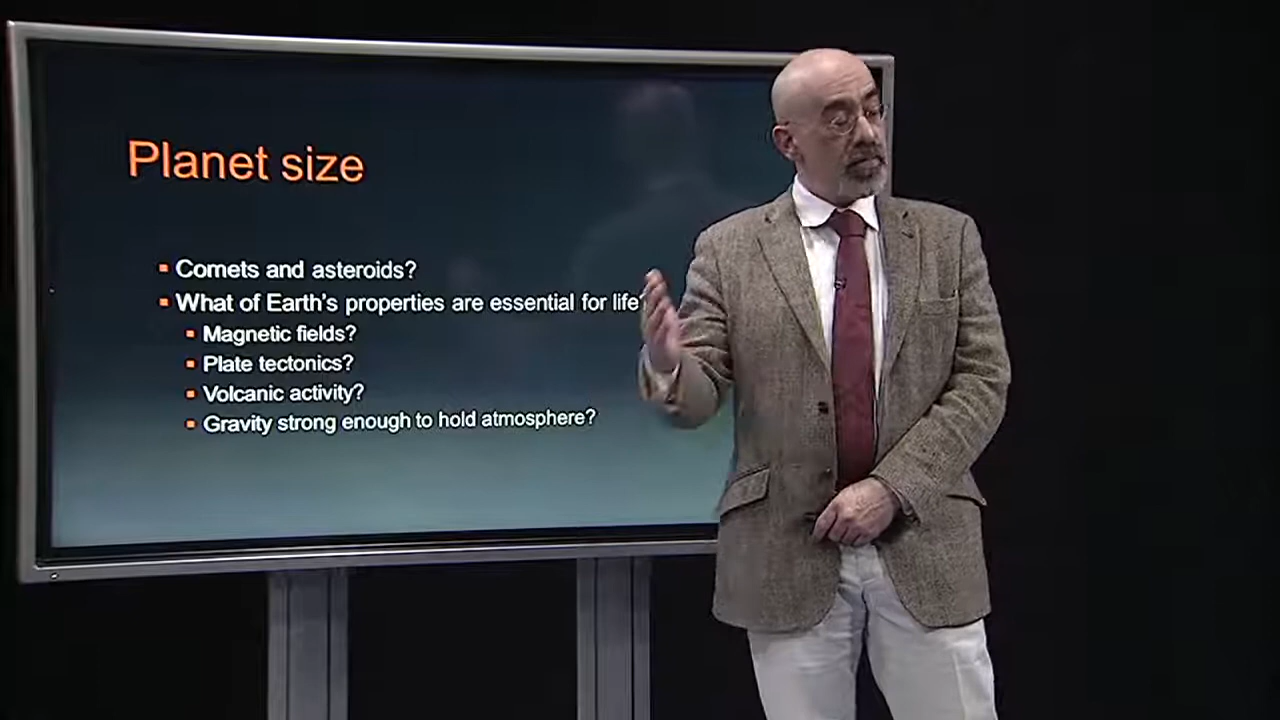 Planet size
Comets and asteroids?
What of Earth's properties are essential for life?
Magnetic fields?
Plate tectonics?
Volcanic activity?
Gravity strong enough to hold atmosphere?